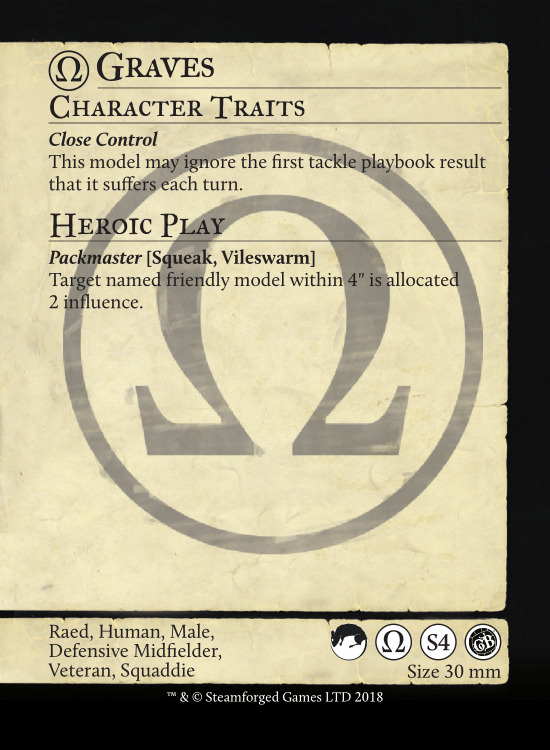 Ω GRAVES
CHARACTER TRAITS
Close Control
This model may ignore the first tackle playbook result
that it suffers each turn.
HEROIC PLAY
Packmaster [Squeak, Vileswarm]
Target named friendly model within 4" is allocated
2 influence.
Ω
Raed, Human, Male,
Defensive Midfielder,
Veteran, Squaddie
Ω S4 GB
Size 30 mm
™ & © Steamforged Games LTD 2018